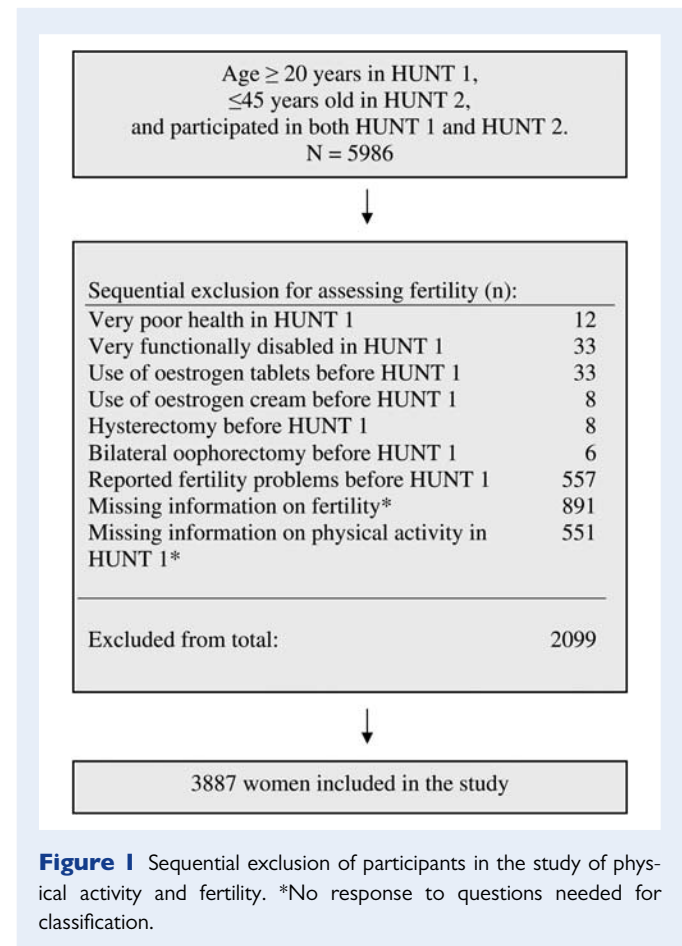 Age ≥ 20 years in HUNT 1,
≤45 years old in HUNT 2,
and participated in both HUNT 1 and HUNT 2.
N = 5986
Sequential exclusion for assessing fertility (n):
Very poor health in HUNT 1 12
Very functionally disabled in HUNT 1 33
Use of oestrogen tablets before HUNT 1 33
Use of oestrogen cream before HUNT 1 8
Hysterectomy before HUNT 1 8
Bilateral oophorectomy before HUNT 1 6
Reported fertility problems before HUNT 1 557
Missing information on fertility* 891
Missing information on physical activity in 551
HUNT 1*
Excluded from total: 2099
3887 women included in the study
Figure 1 Sequential exclusion of participants in the study of phys-
ical activity and fertility. *No response to questions needed for
classification.